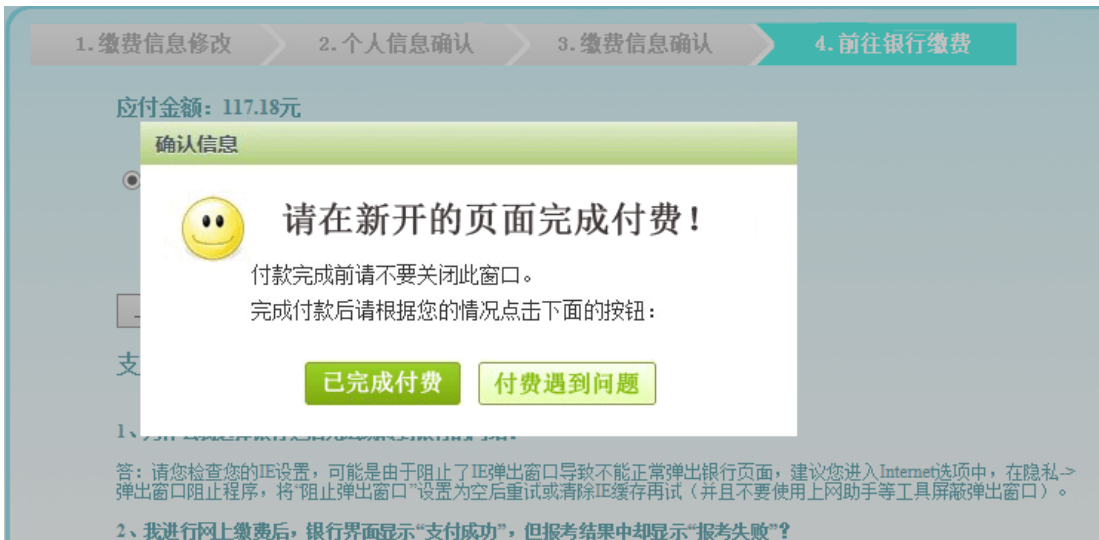 1.缴费信息修改
2.个人信息确认
3.缴费信息确认
4.前往银行缴费
应付金额：117.18元
确认信息
请在新开的页面完成付费！
付款完成前请不要关闭此窗口。
完成付款后请根据您的情况点击下面的按钮：
已完成付费
付费遇到问题
支
1、
答：请您检查您的IE设置，可能是由于阻止了IE弹出窗口导致不能正常弹出银行页面，建议您进入Internet选项中，在隐私->
弹出窗口阻止程序，将“阻止弹出窗口”设置为空后重试或清除IE缓存再试（并且不要使用上网助手等工具屏蔽弹出窗口）。
2、我进行网上缴费后，银行界面显示“支付成功”，但报考结果中却显示“报考失败”？